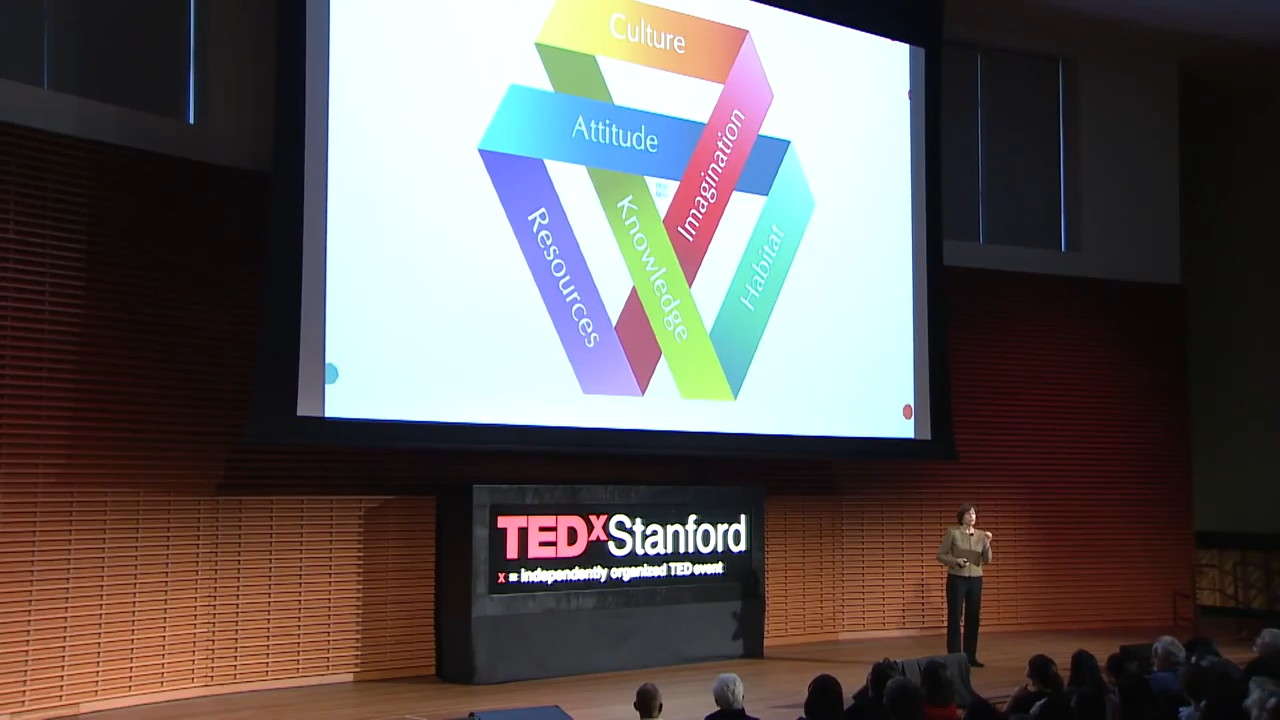 Culture
Attitude
Imagination
Knowledge
Resources
Habitat
TEDxStanford
x = independently organized TED event